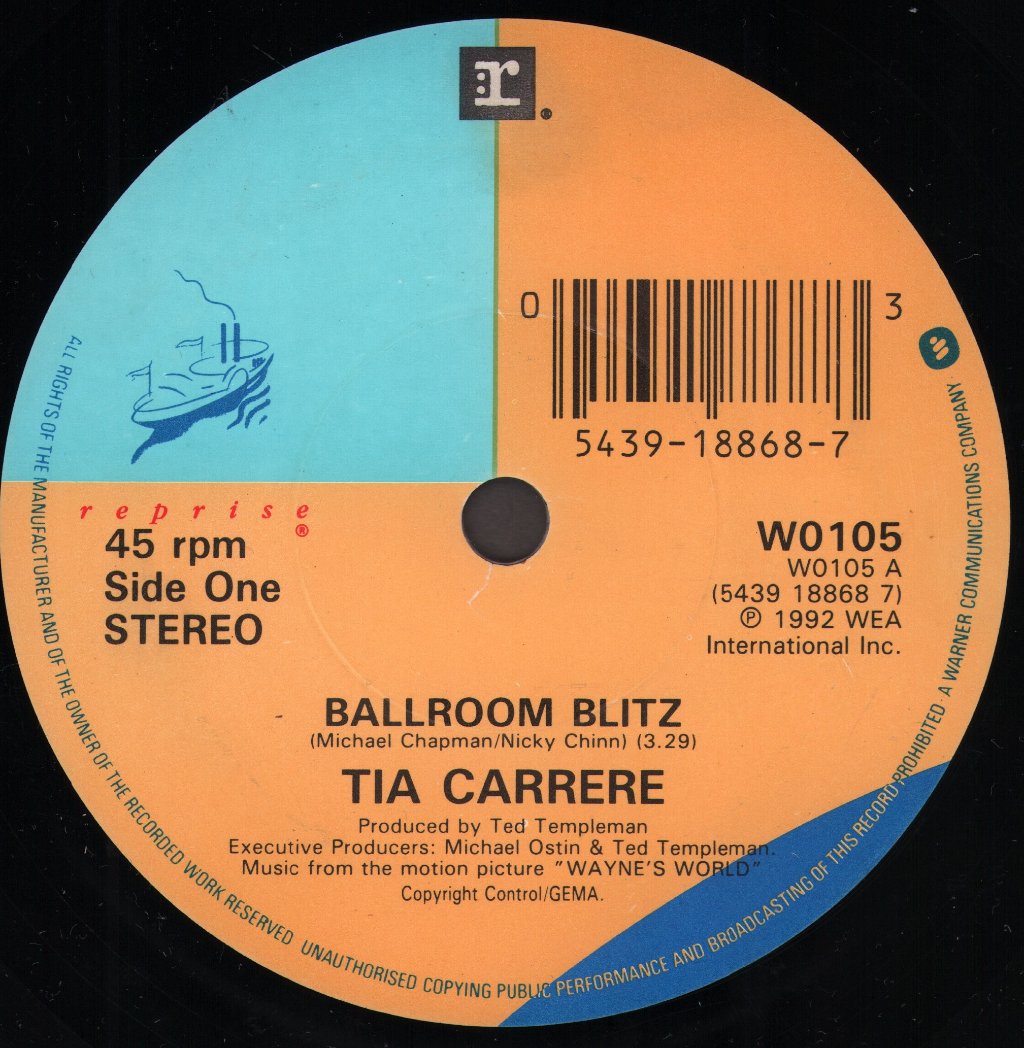 :r
®
0 3
5439-18868-7
reprise
®
45 rpm
Side One
STEREO
W0105
W0105 A
(5439 18868 7)
℗ 1992 WEA
International Inc.
BALLROOM BLITZ
(Michael Chapman/Nicky Chinn) (3.29)
TIA CARRERE
Produced by Ted Templeman
Executive Producers: Michael Ostin & Ted Templeman.
Music from the motion picture "WAYNE'S WORLD"
Copyright Control/GEMA.
ALL RIGHTS OF THE MANUFACTURER AND OF THE OWNER OF THE RECORDED WORK RESERVED UNAUTHORISED COPYING PUBLIC PERFORMANCE AND BROADCASTING OF THIS RECORD PROHIBITED · A WARNER COMMUNICATIONS COMPANY